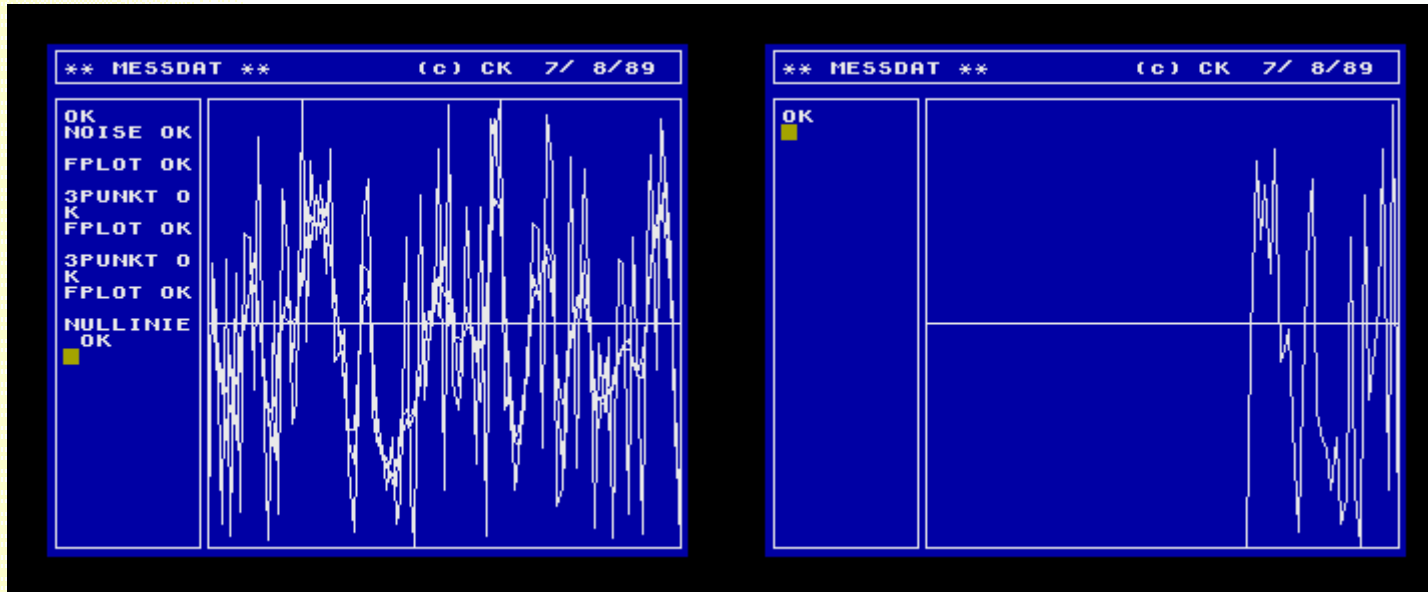 ** MESSDAT ** (c) CK 7/ 8/89
OK
NOISE OK
FPLOT OK
3PUNKT O
K
FPLOT OK
3PUNKT O
K
FPLOT OK
NULLINIE
OK
** MESSDAT ** (c) CK 7/ 8/89
OK